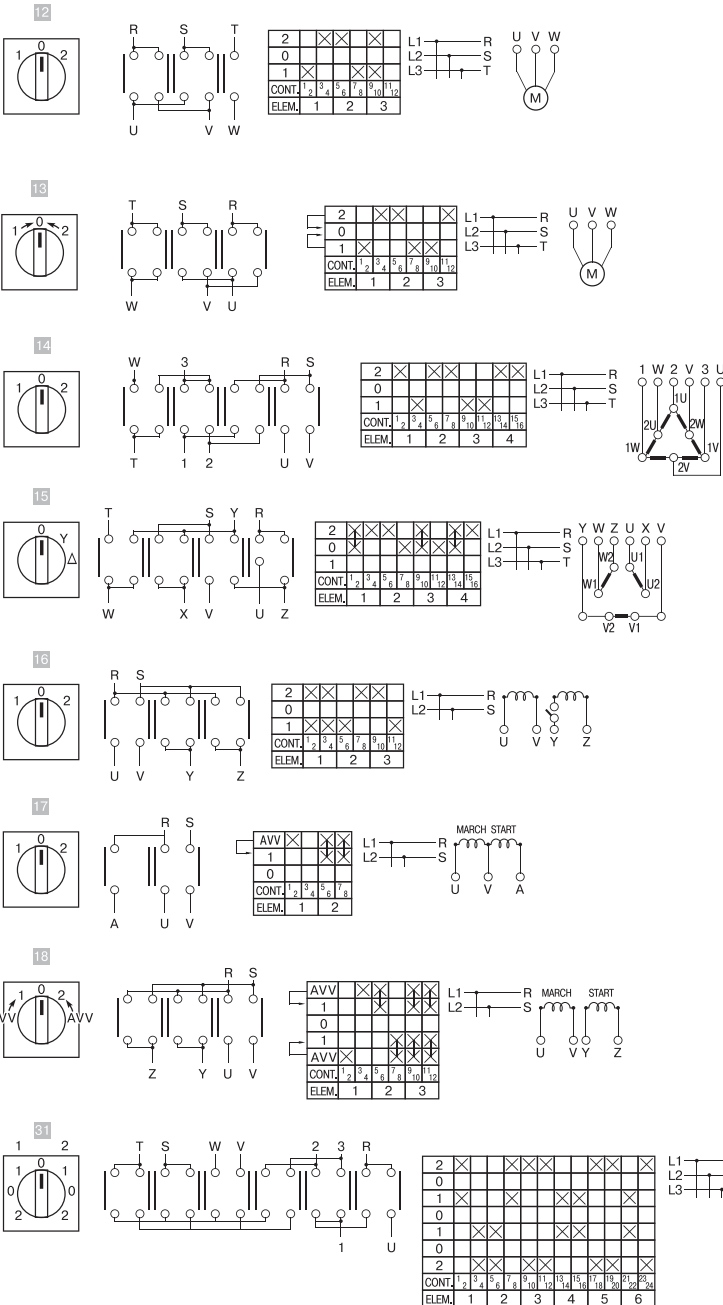 12
R S T
1 0 2
U V W
2
0
1
CONT. 1 2 3 4 5 6 7 8 9 10 11 12
ELEM. 1 2 3
L1 R
L2 S
L3 T
U V W
M
13
T S R
1 0 2
W V U
2
0
1
CONT. 1 2 3 4 5 6 7 8 9 10 11 12
ELEM. 1 2 3
L1 R
L2 S
L3 T
U V W
M
14
W 3 R S
1 0 2
T 1 2 U V
2
0
1
CONT. 1 2 3 4 5 6 7 8 9 10 11 12 13 14 15 16
ELEM. 1 2 3 4
L1 R
L2 S
L3 T
1 W 2 V 3 U
1U
2U 2W
1W 1V
2V
15
T S Y R
0 Y
Δ
W X V U Z
2
0
1
CONT. 1 2 3 4 5 6 7 8 9 10 11 12 13 14 15 16
ELEM. 1 2 3 4
L1 R
L2 S
L3 T
Y W Z U X V
W2 U1
W1 U2
V2 V1
16
R S
1 0 2
U V Y Z
2
0
1
CONT. 1 2 3 4 5 6 7 8 9 10 11 12
ELEM. 1 2 3
L1 R
L2 S
U V Y Z
17
R S
1 0 2
A U V
AVV
1
0
CONT. 1 2 3 4 5 6 7 8
ELEM. 1 2
L1 R
L2 S
MARCH START
U V A
18
R S
1 0 2
VV AVV
Z Y U V
AVV
1
0
1
AVV
CONT. 1 2 3 4 5 6 7 8 9 10 11 12
ELEM. 1 2 3
L1 R
L2 S
MARCH START
U V Y Z
31
1 2
1 0 1
0 0
2 2
T S W V 2 3 R
1 U
2
0
1
0
1
0
2
CONT. 1 2 3 4 5 6 7 8 9 10 11 12 13 14 15 16 17 18 19 20 21 22 23 24
ELEM. 1 2 3 4 5 6
L1
L2
L3